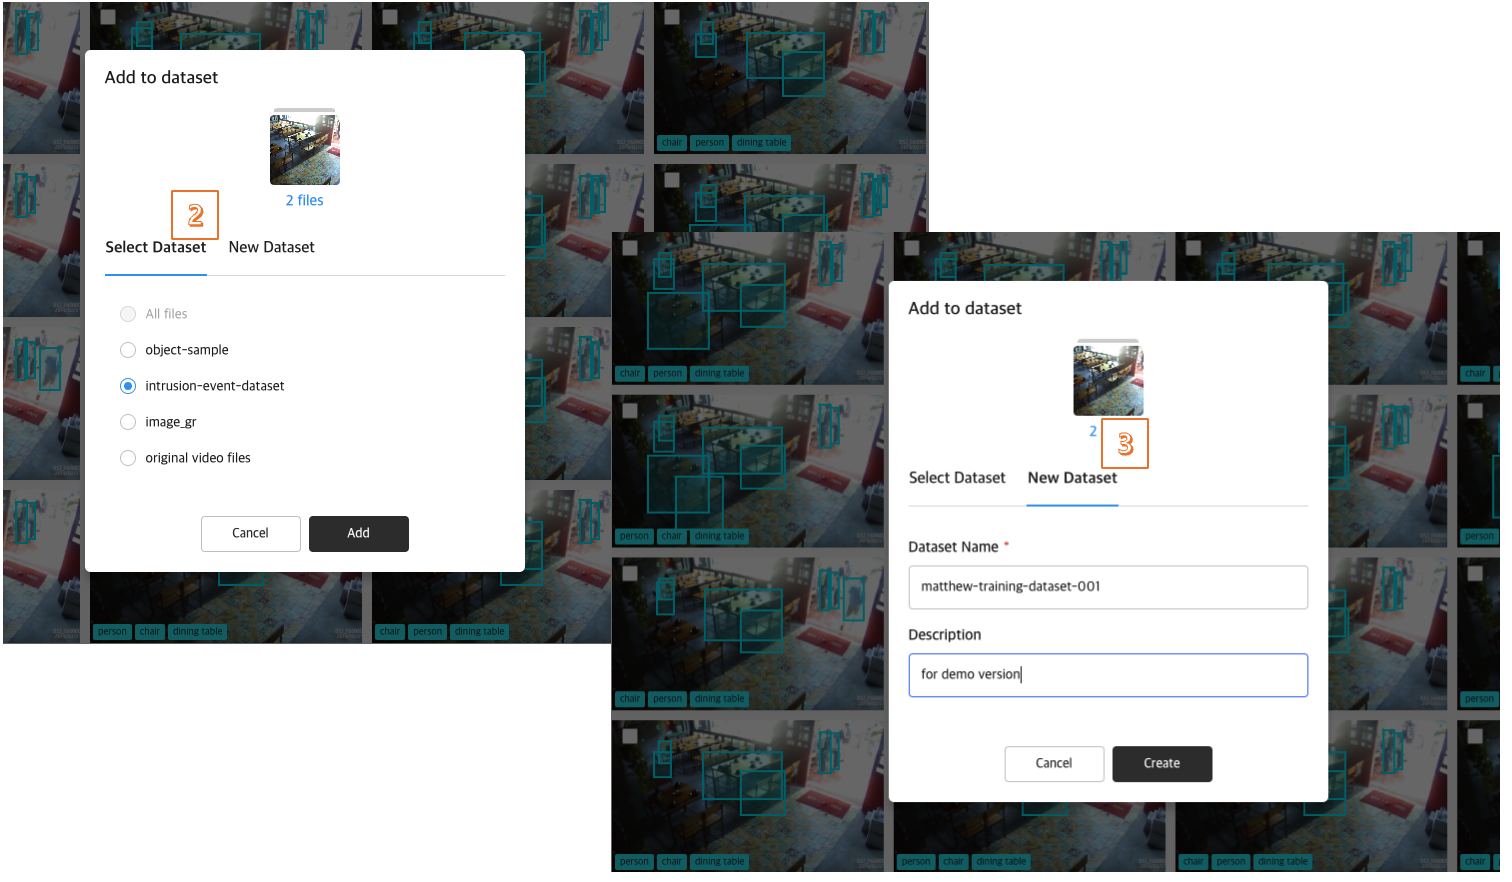 Add to dataset
2 files
2
Select Dataset
New Dataset
All files
object-sample
intrusion-event-dataset
image_gr
original video files
Cancel
Add
chair person dining table
person chair dining table
chair person dining table
Add to dataset
2
3
Select Dataset
New Dataset
Dataset Name *
matthew-training-dataset-001
Description
for demo version
Cancel
Create
chair person dining table
person chair dining table
chair person dining table
person chair dining table
person chair dining table
chair person dining table
chair
person
person
chair